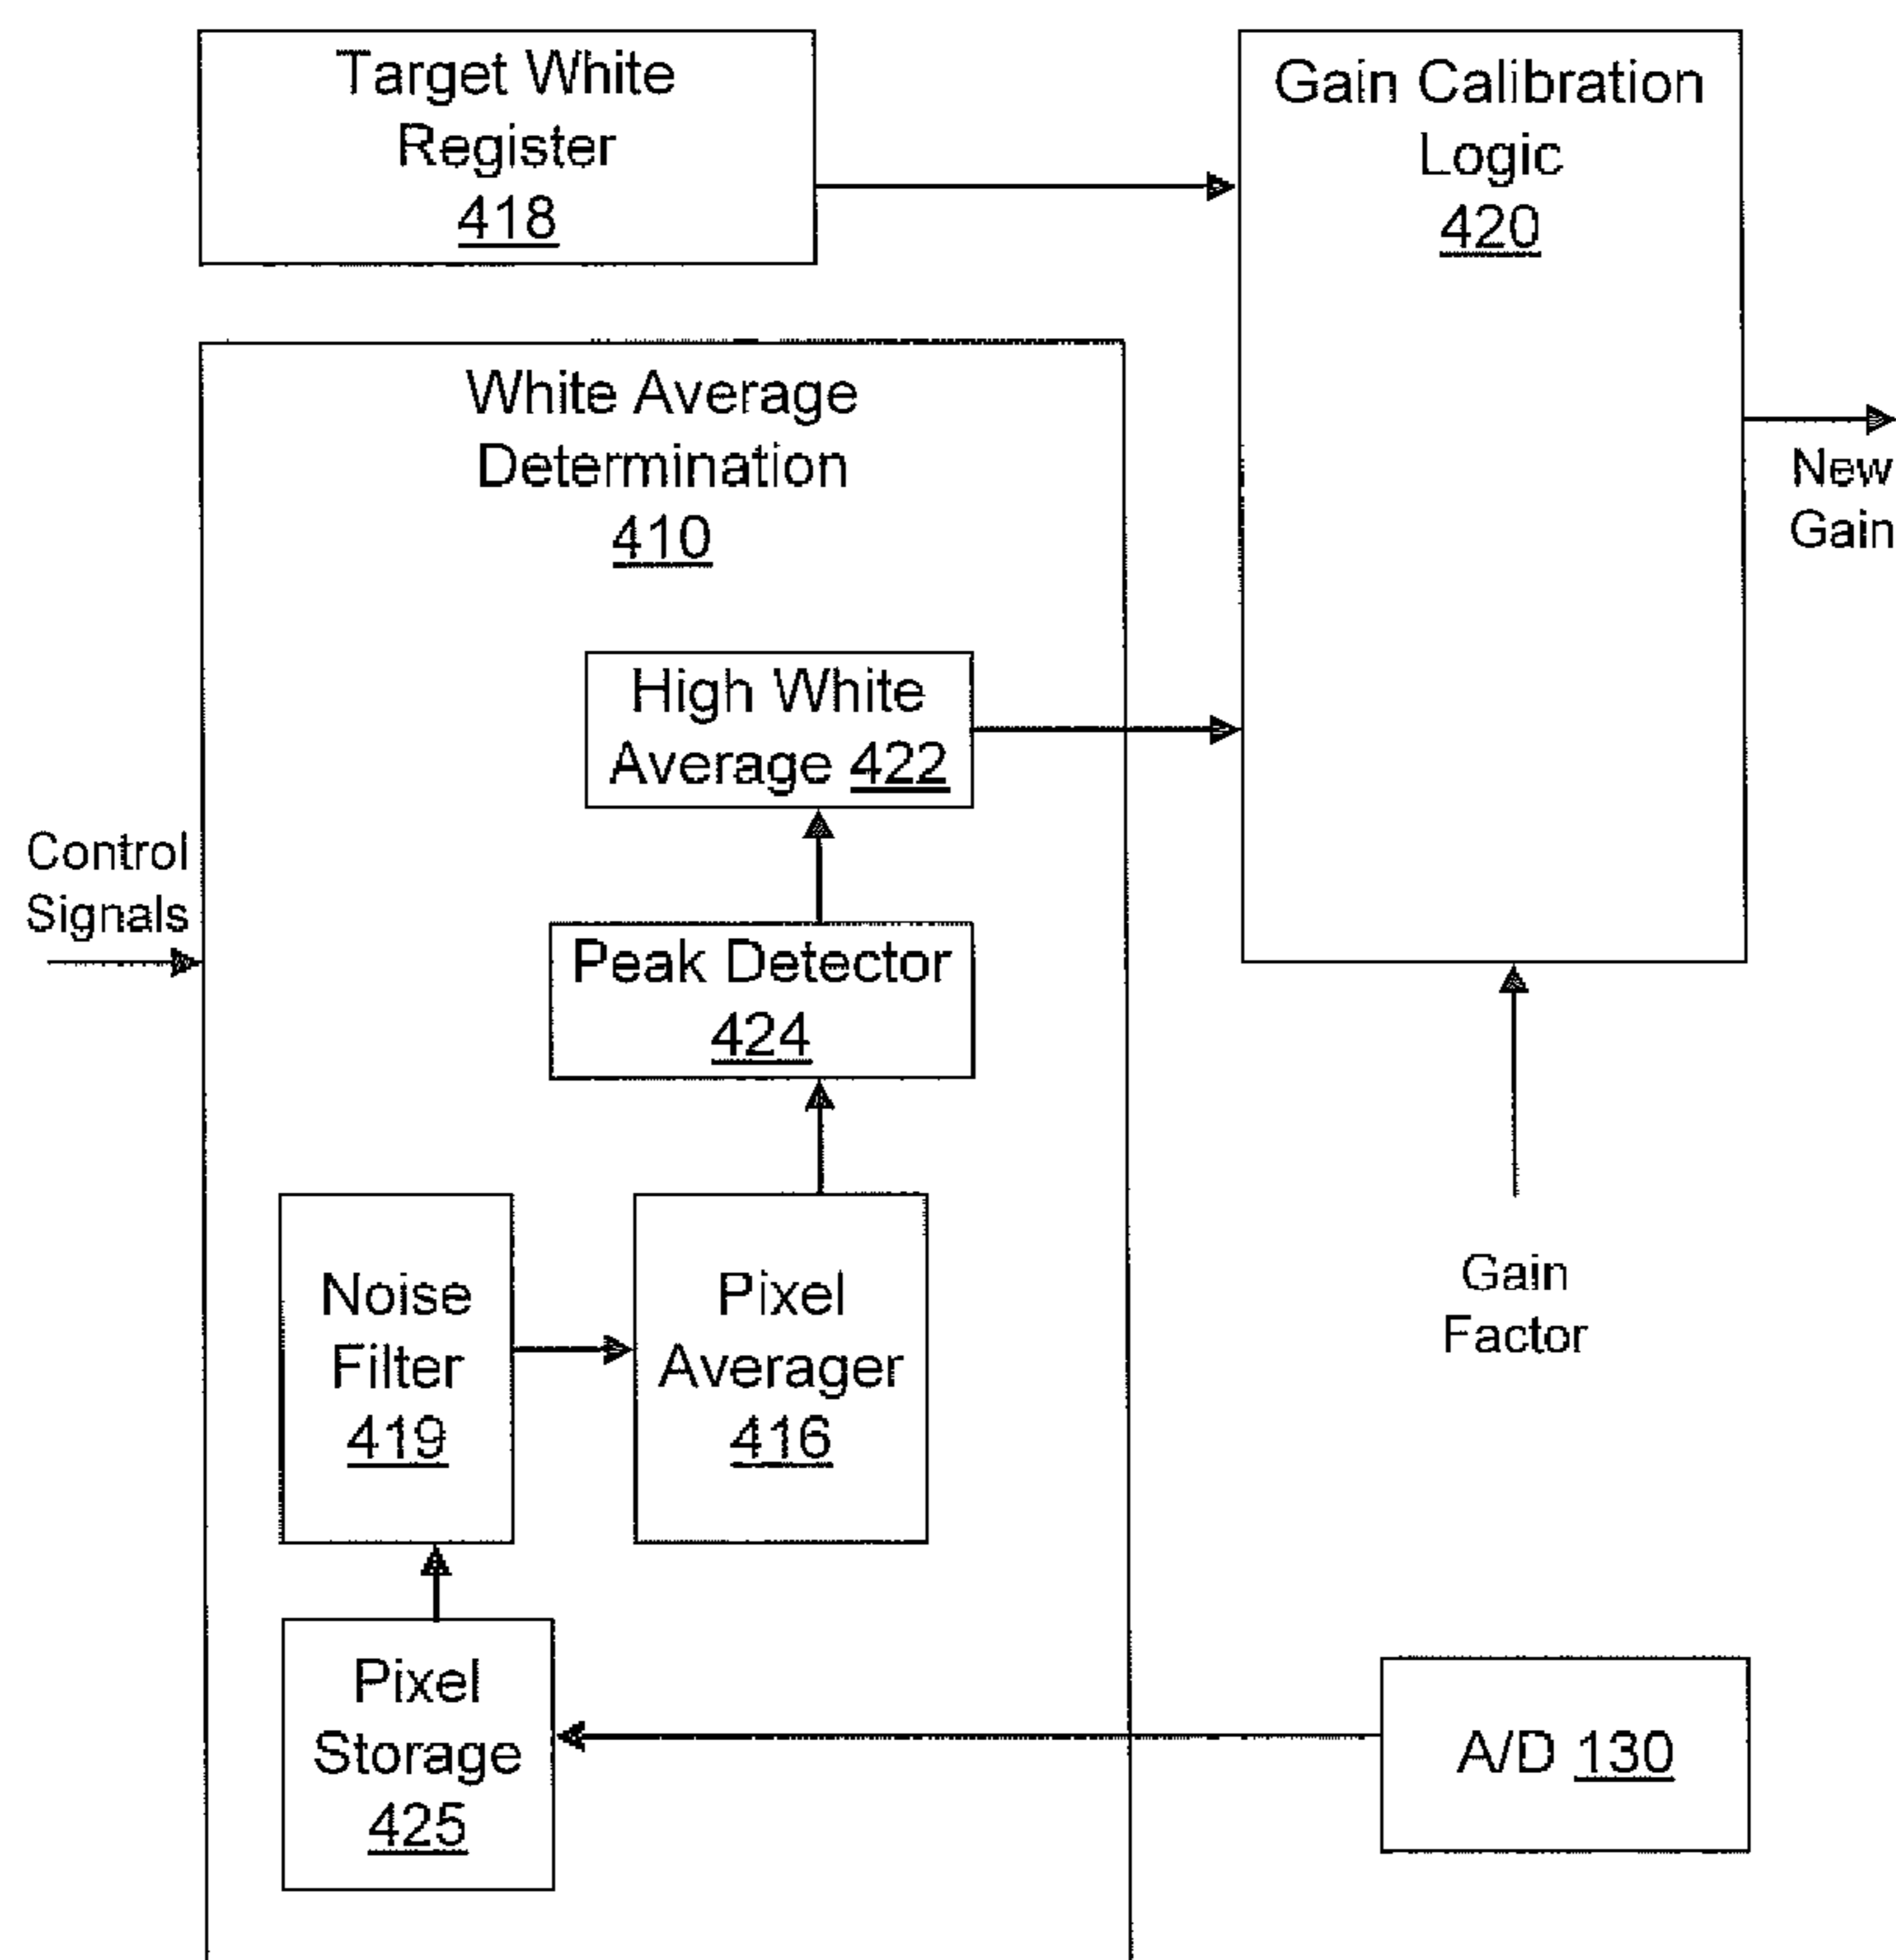 Target White
Register
418
Gain Calibration
Logic
420
New
Gain
White Average
Determination
410
High White
Average 422
Control
Signals
Peak Detector
424
Noise
Filter
419
Pixel
Averager
416
Gain
Factor
Pixel
Storage
425
A/D 130